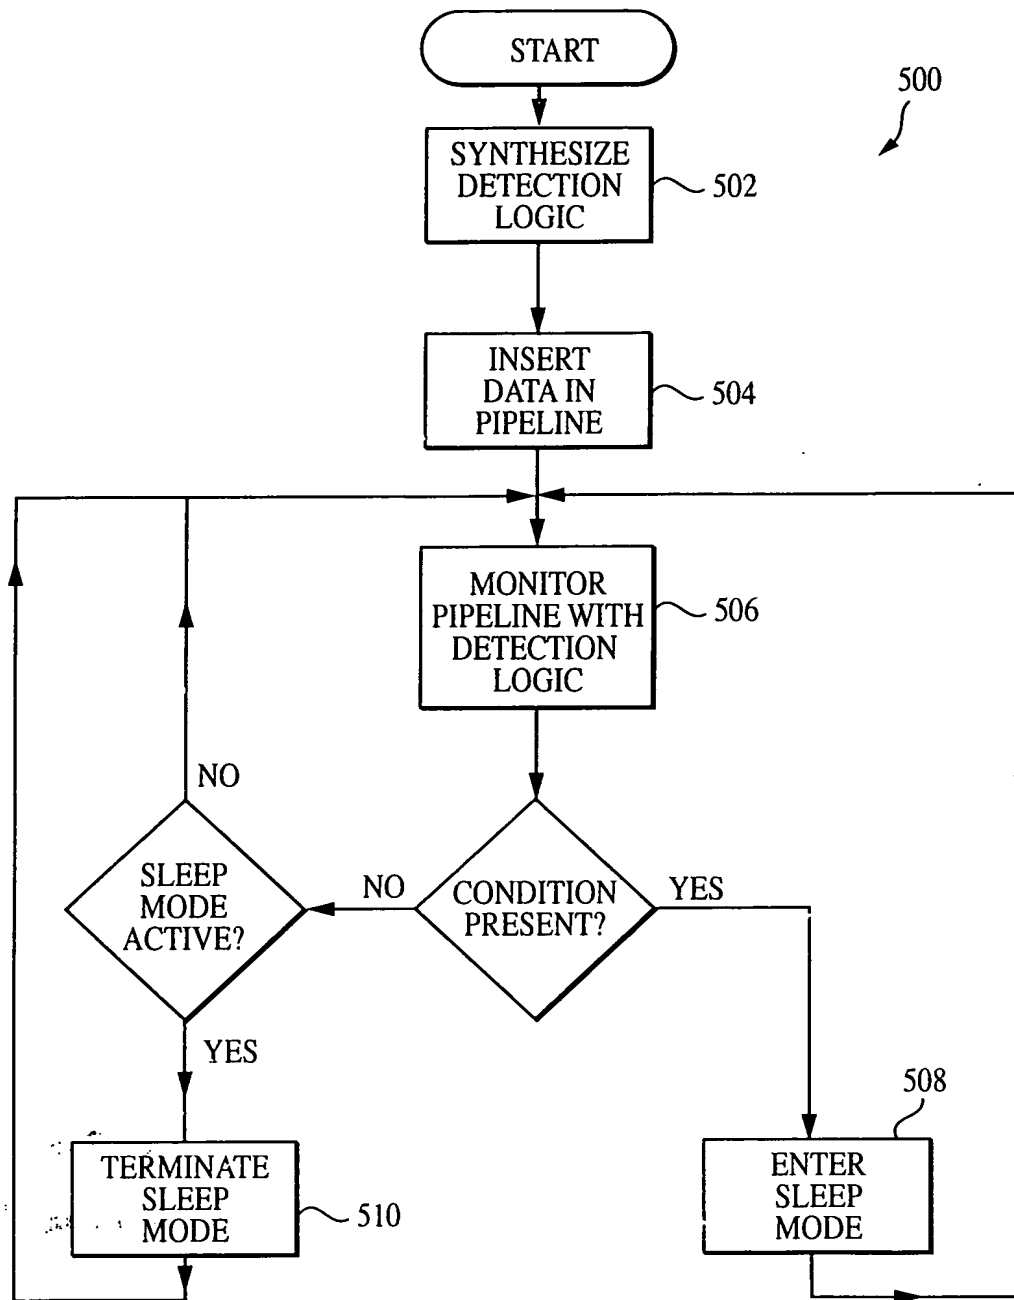 START
500
SYNTHESIZE
DETECTION
LOGIC
502
INSERT
DATA IN
PIPELINE
504
MONITOR
PIPELINE WITH
DETECTION
LOGIC
506
NO
SLEEP
MODE
ACTIVE?
NO
CONDITION
PRESENT?
YES
YES
508
TERMINATE
SLEEP
MODE
510
ENTER
SLEEP
MODE